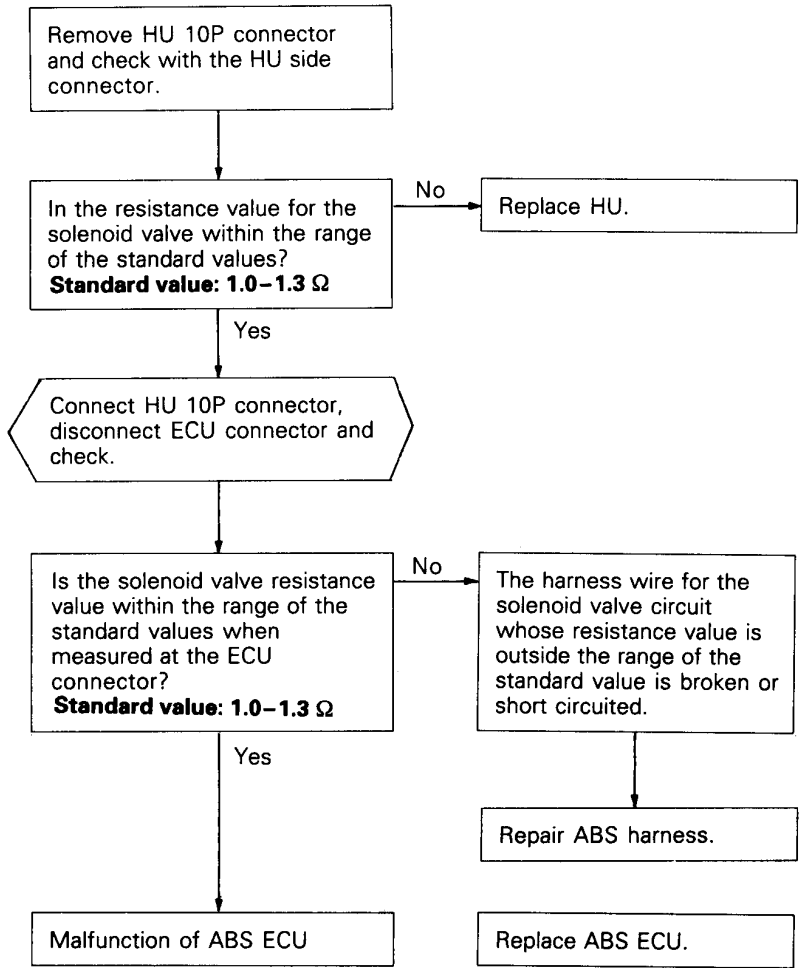 Remove HU 10P connector
and check with the HU side
connector.
No
In the resistance value for the
solenoid valve within the range
of the standard values?
Standard value: 1.0–1.3 Ω
Replace HU.
Yes
Connect HU 10P connector,
disconnect ECU connector and
check.
No
Is the solenoid valve resistance
value within the range of the
standard values when
measured at the ECU
connector?
Standard value: 1.0–1.3 Ω
The harness wire for the
solenoid valve circuit
whose resistance value is
outside the range of the
standard value is broken or
short circuited.
Yes
Repair ABS harness.
Malfunction of ABS ECU
Replace ABS ECU.